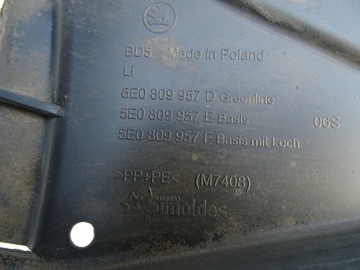 BD5 Made in Poland
Li
5E0 809 957 D Greenline
5E0 809 957 E Basis 06S
5E0 809 957 F Basis mit Loch
>PP+PE< (M7408)
Simoldes